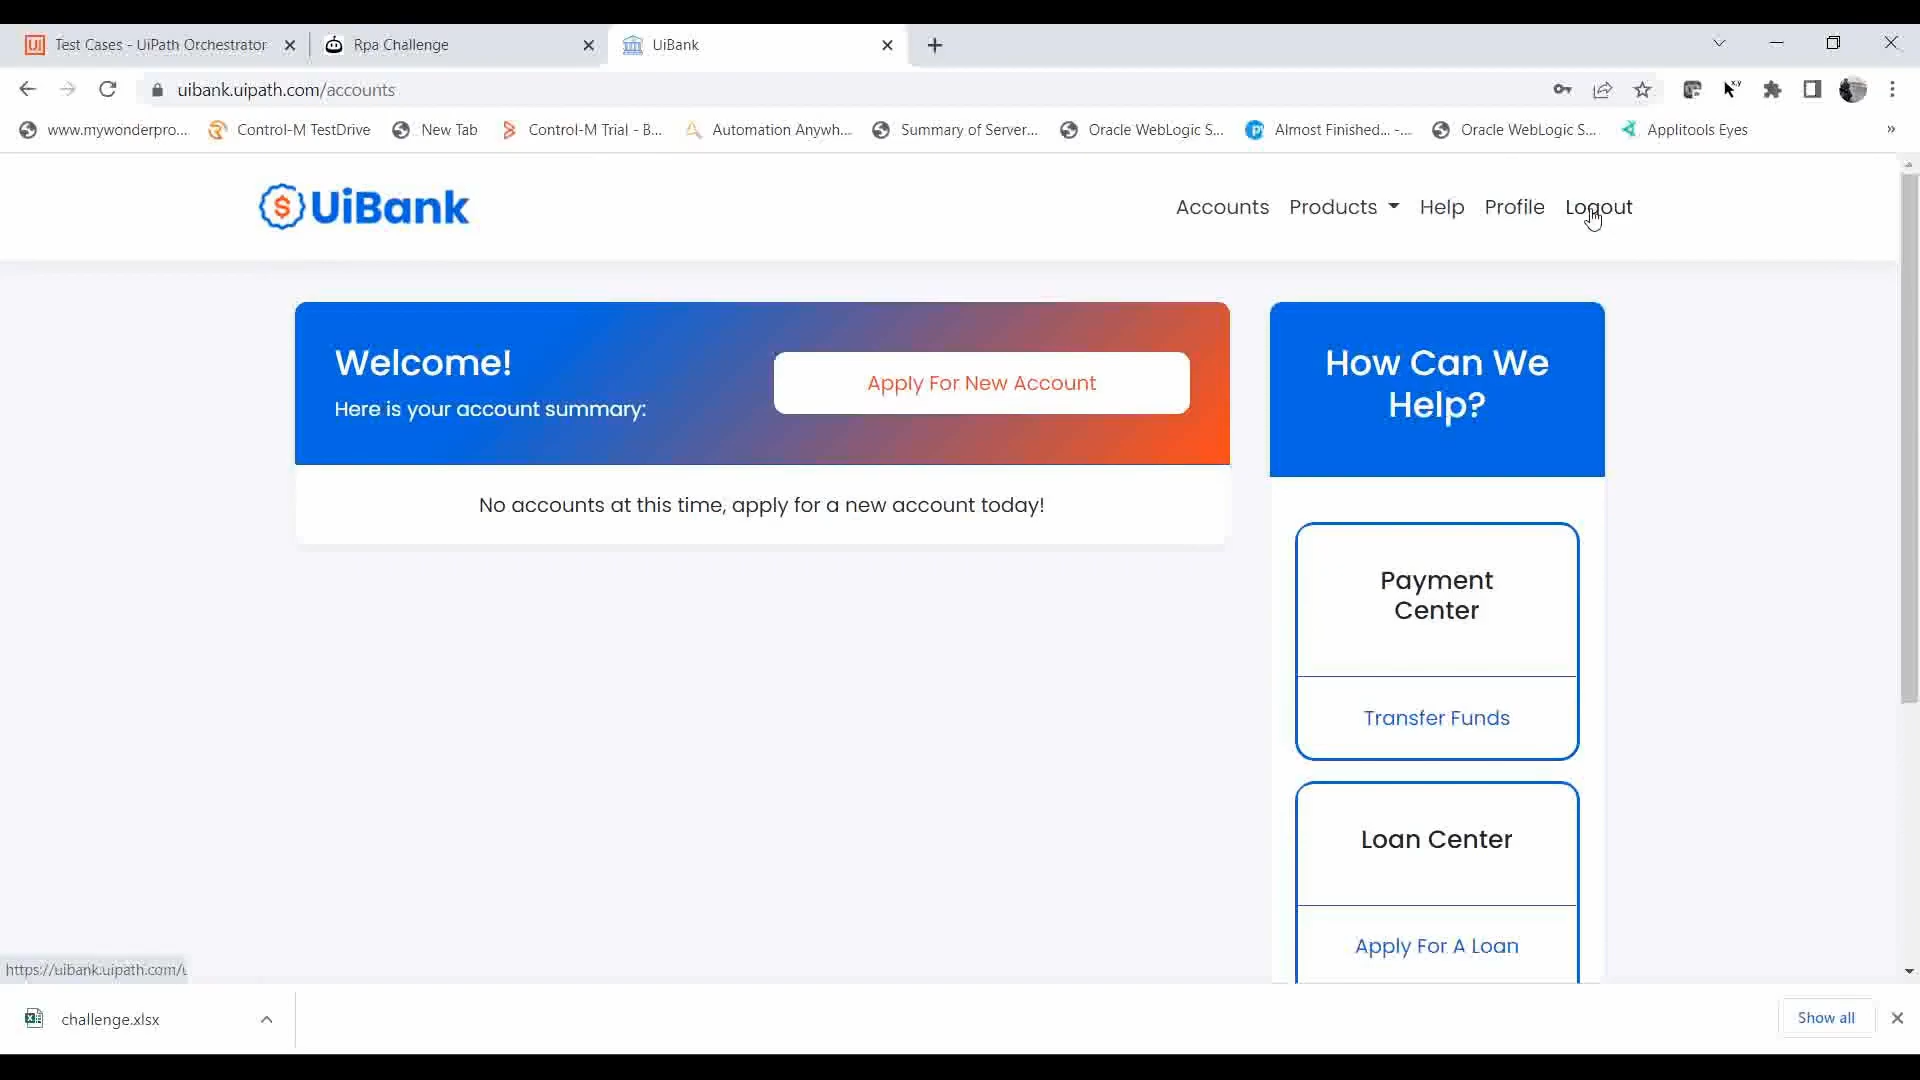 Test Cases - UiPath Orchestrator
Rpa Challenge
UiBank
uibank.uipath.com/accounts
www.mywonderpro...
Control-M TestDrive
New Tab
Control-M Trial - B...
Automation Anywh...
Summary of Server...
Oracle WebLogic S...
Almost Finished... -...
Oracle WebLogic S...
Applitools Eyes
»
$ UiBank
Accounts
Products
Help
Profile
Logout
Welcome!
Here is your account summary:
Apply For New Account
No accounts at this time, apply for a new account today!
How Can We
Help?
Payment
Center
Transfer Funds
Loan Center
Apply For A Loan
https://uibank.uipath.com/u
challenge.xlsx
Show all